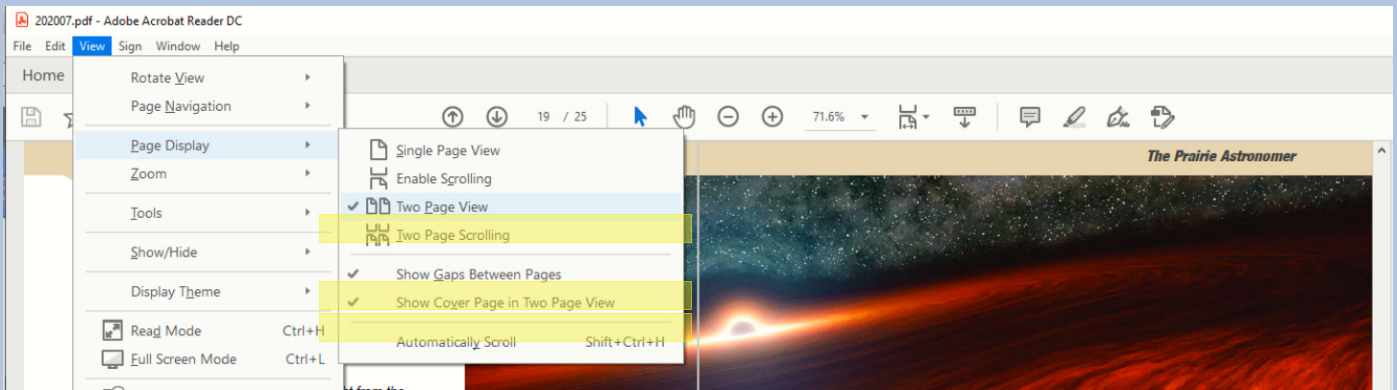 202007.pdf - Adobe Acrobat Reader DC
File Edit View Sign Window Help
Home
Rotate View
Page Navigation
19 / 25
71.6%
Page Display
Zoom
Tools
Show/Hide
Display Theme
Read Mode Ctrl+H
Full Screen Mode Ctrl+L
Single Page View
Enable Scrolling
Two Page View
Two Page Scrolling
Show Gaps Between Pages
Show Cover Page in Two Page View
Automatically Scroll Shift+Ctrl+H
The Prairie Astronomer
from the